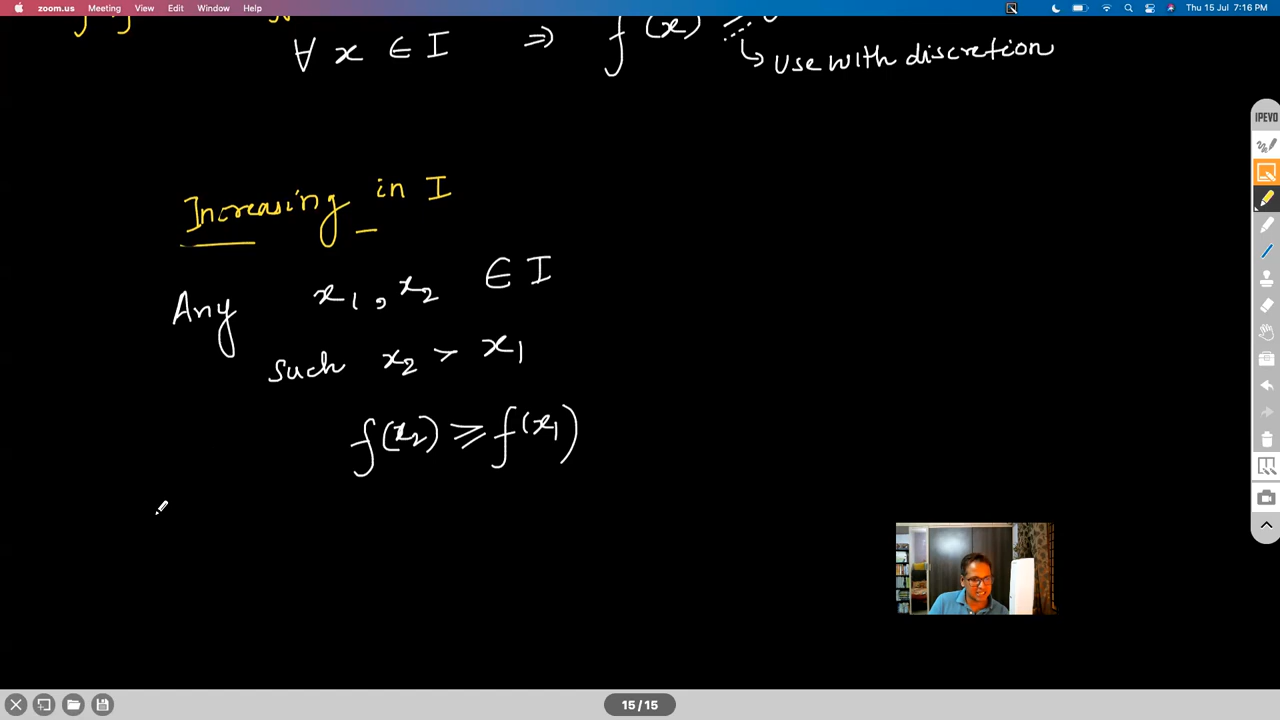 zoom.us Meeting View Edit Window Help Thu 15 Jul 7:16 PM
∀ x ∈ I ⇒ f(x) ≥
↳ use with discretion
IPEVO
Increasing in I
Any x₁, x₂ ∈ I
such x₂ > x₁
f(x₂) ≥ f(x₁)
15/15